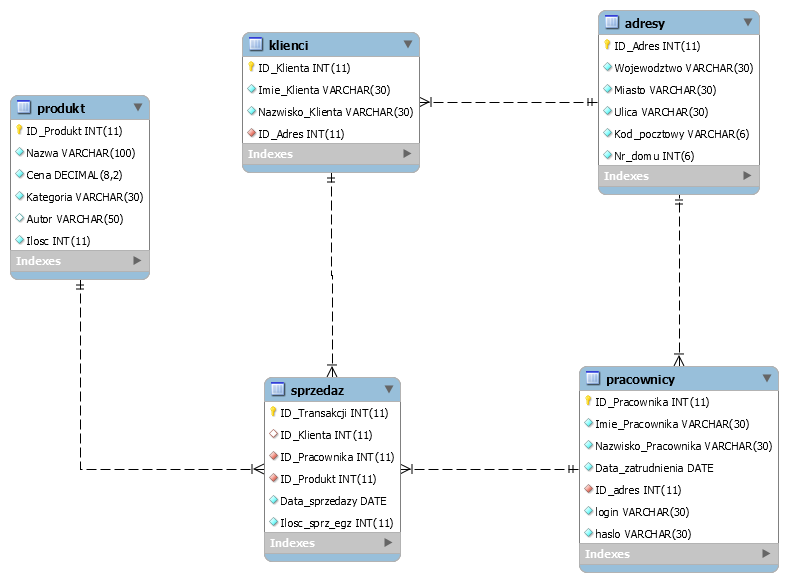 produkt
ID_Produkt INT(11)
Nazwa VARCHAR(100)
Cena DECIMAL(8,2)
Kategoria VARCHAR(30)
Autor VARCHAR(50)
Ilosc INT(11)
Indexes
klienci
ID_Klienta INT(11)
Imie_Klienta VARCHAR(30)
Nazwisko_Klienta VARCHAR(30)
ID_Adres INT(11)
Indexes
adresy
ID_Adres INT(11)
Wojewodztwo VARCHAR(30)
Miasto VARCHAR(30)
Ulica VARCHAR(30)
Kod_pocztowy VARCHAR(6)
Nr_domu INT(6)
Indexes
sprzedaz
ID_Transakcji INT(11)
ID_Klienta INT(11)
ID_Pracownika INT(11)
ID_Produkt INT(11)
Data_sprzedazy DATE
Ilosc_sprz_egz INT(11)
Indexes
pracownicy
ID_Pracownika INT(11)
Imie_Pracownika VARCHAR(30)
Nazwisko_Pracownika VARCHAR(30)
Data_zatrudnienia DATE
ID_adres INT(11)
login VARCHAR(30)
haslo VARCHAR(30)
Indexes